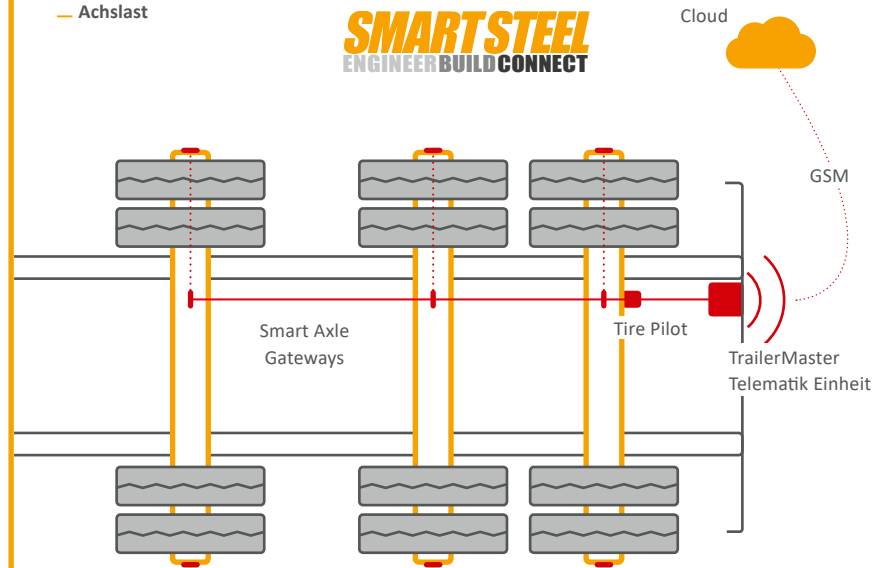 Achslast
SMART STEEL
ENGINEERBUILDCONNECT
Cloud
GSM
Smart Axle
Gateways
Tire Pilot
TrailerMaster
Telematik Einheit